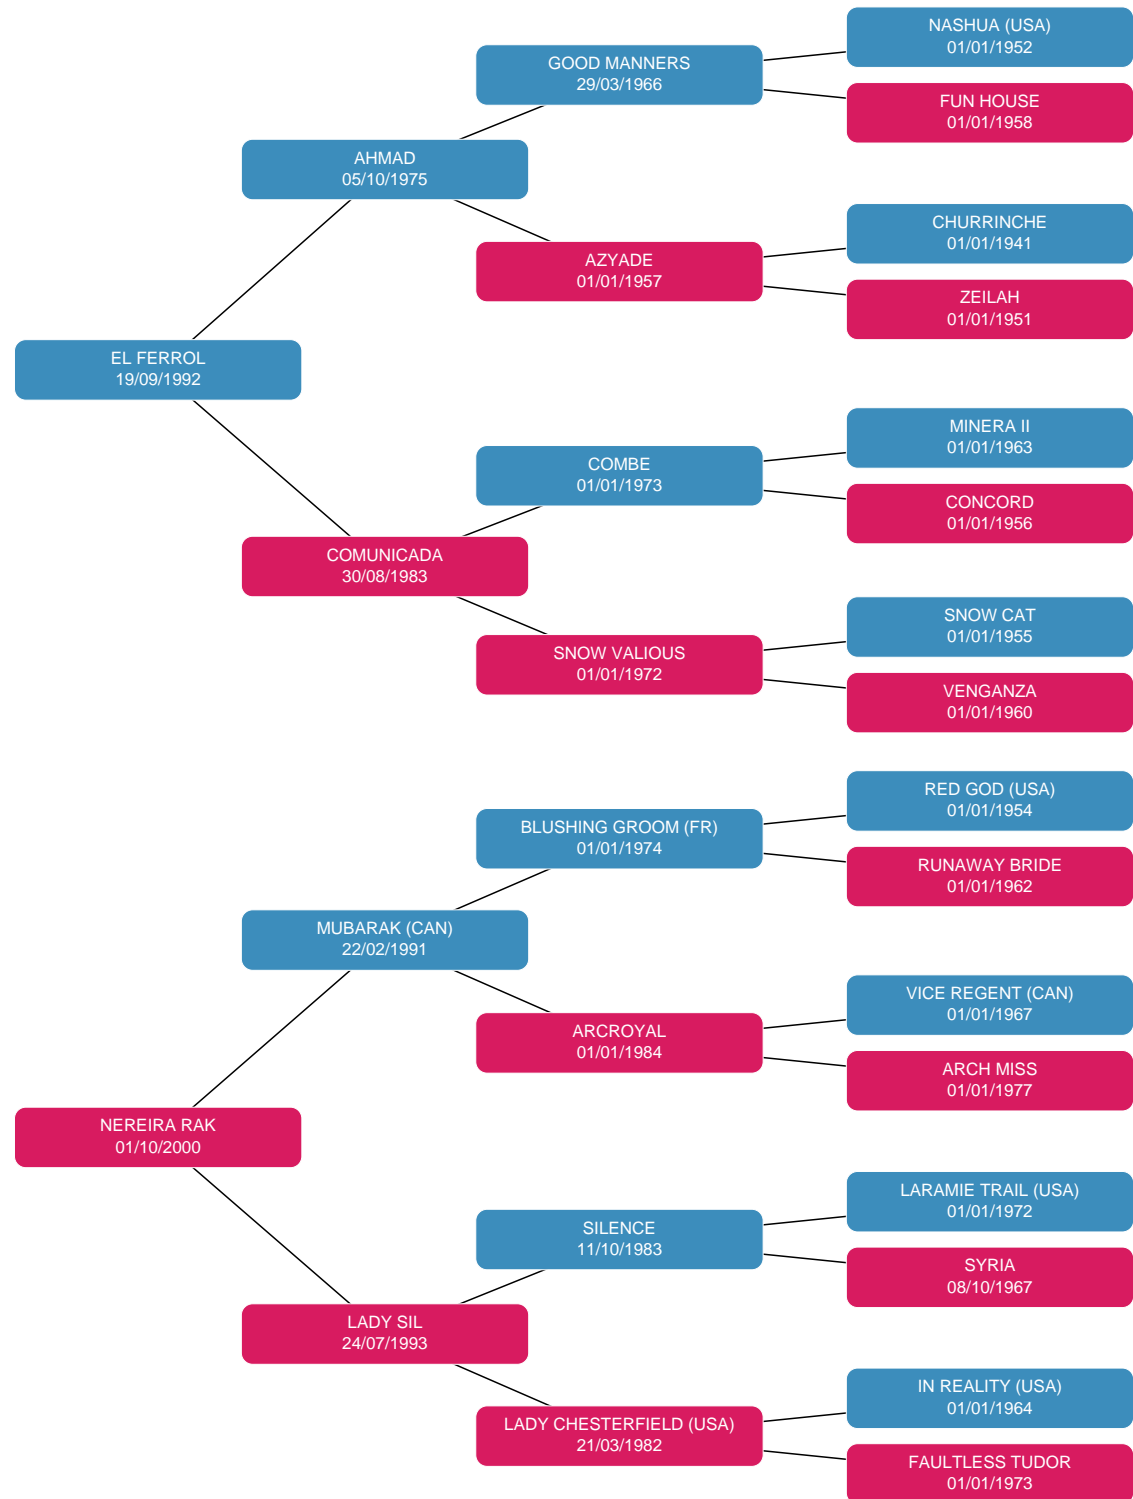 NASHUA (USA)
01/01/1952
GOOD MANNERS
29/03/1966
FUN HOUSE
01/01/1958
AHMAD
05/10/1975
CHURRINCHE
01/01/1941
AZYADE
01/01/1957
ZEILAH
01/01/1951
EL FERROL
19/09/1992
MINERA II
01/01/1963
COMBE
01/01/1973
CONCORD
01/01/1956
COMUNICADA
30/08/1983
SNOW CAT
01/01/1955
SNOW VALIOUS
01/01/1972
VENGANZA
01/01/1960
RED GOD (USA)
01/01/1954
BLUSHING GROOM (FR)
01/01/1974
RUNAWAY BRIDE
01/01/1962
MUBARAK (CAN)
22/02/1991
VICE REGENT (CAN)
01/01/1967
ARCROYAL
01/01/1984
ARCH MISS
01/01/1977
NEREIRA RAK
01/10/2000
LARAMIE TRAIL (USA)
01/01/1972
SILENCE
11/10/1983
SYRIA
08/10/1967
LADY SIL
24/07/1993
IN REALITY (USA)
01/01/1964
LADY CHESTERFIELD (USA)
21/03/1982
FAULTLESS TUDOR
01/01/1973